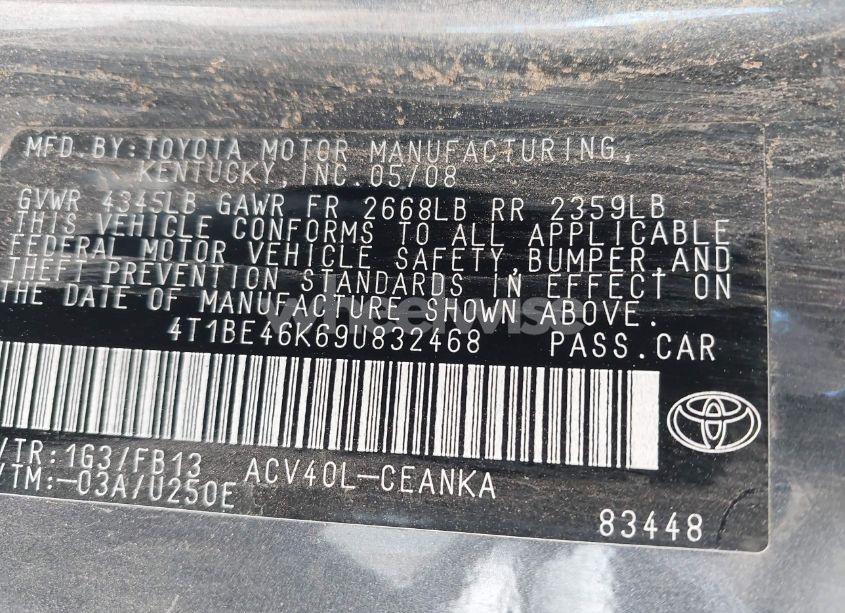 MFD.BY:TOYOTA MOTOR MANUFACTURING,
KENTUCKY,INC.05/08
GVWR 4345LB GAWR FR 2668LB RR 2359LB
THIS VEHICLE CONFORMS TO ALL APPLICABLE
FEDERAL MOTOR VEHICLE SAFETY,BUMPER,AND
THEFT PREVENTION STANDARDS IN EFFECT ON
THE DATE OF MANUFACTURE SHOWN ABOVE.
wheelwise
4T1BE46K69U832468 PASS.CAR
/TR:1G3/FB13 ACV40L-CEANKA
/TM:-03A/U250E
83448